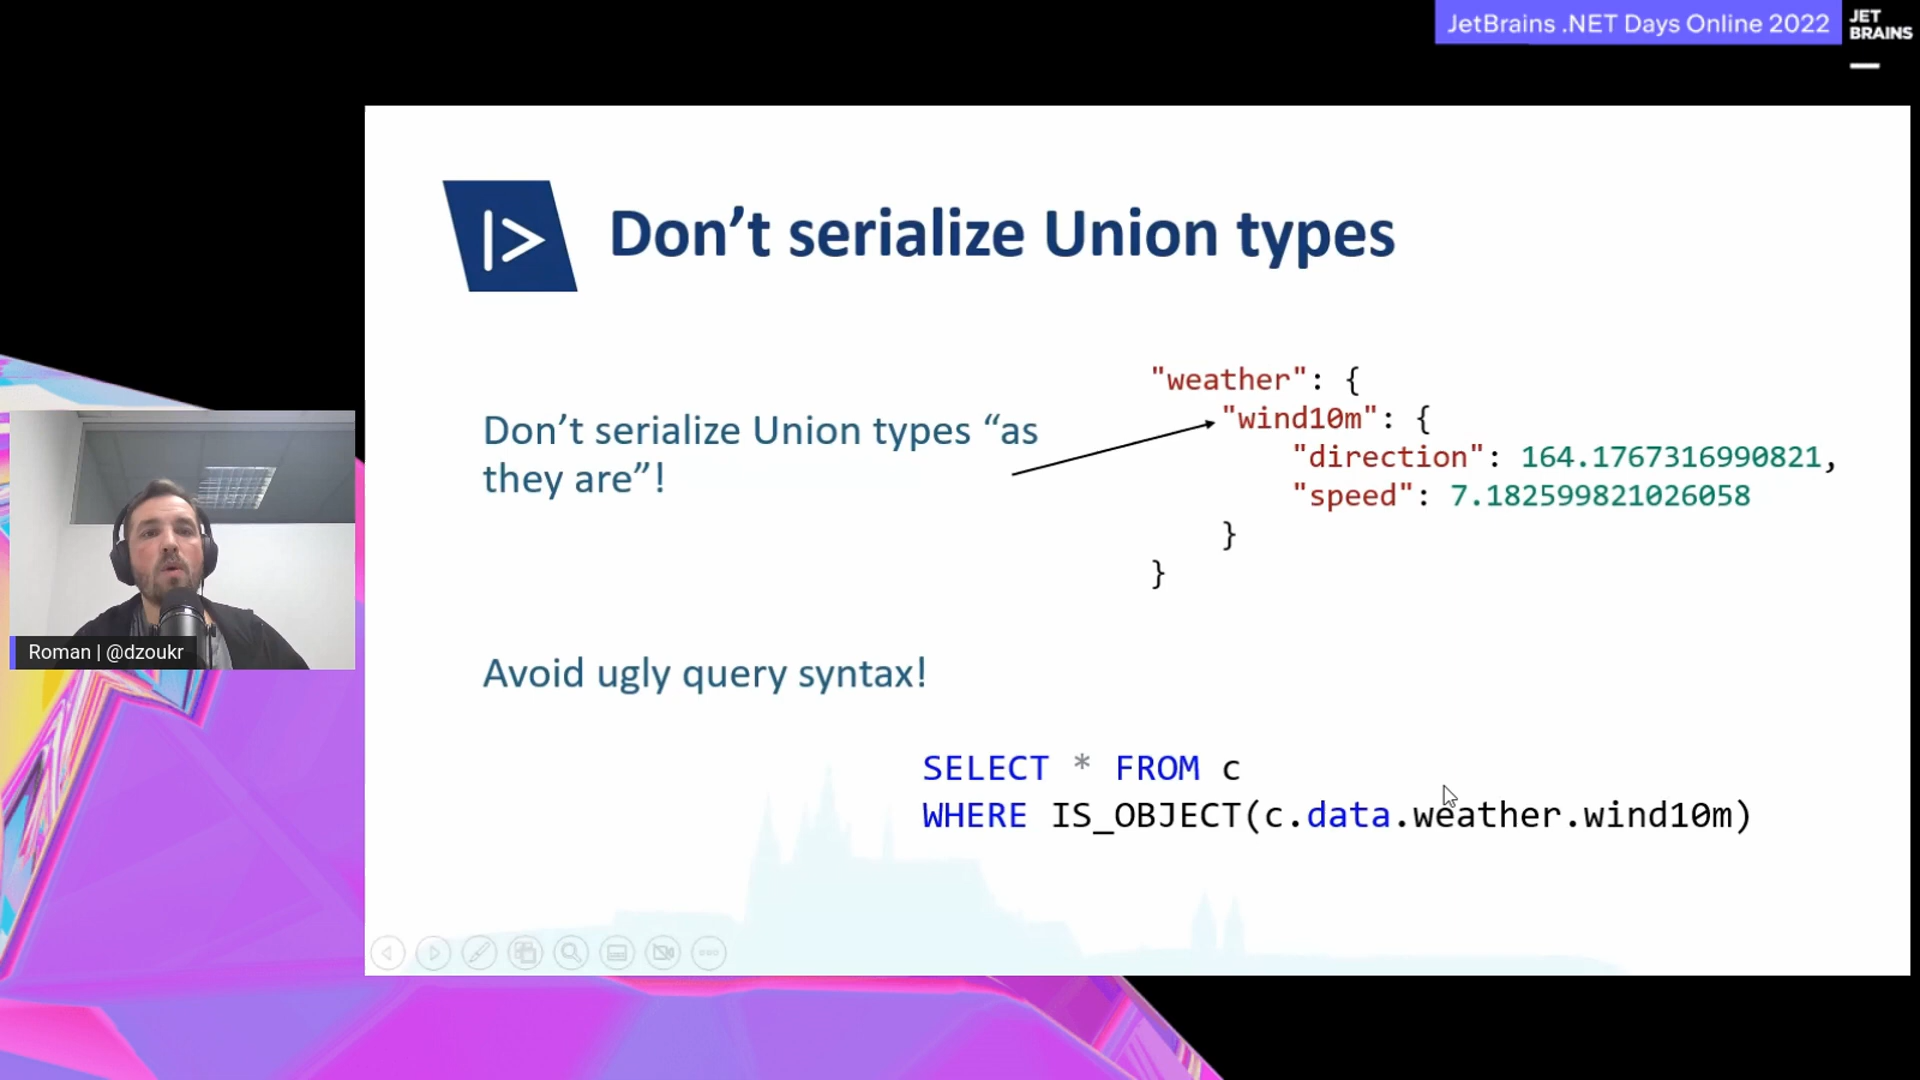 JetBrains .NET Days Online 2022
JET
BRAINS
|>
Don’t serialize Union types
Don’t serialize Union types “as
they are”!
"weather": {
"wind10m": {
"direction": 164.1767316990821,
"speed": 7.182599821026058
}
}
Roman | @dzoukr
Avoid ugly query syntax!
SELECT * FROM c
WHERE IS_OBJECT(c.data.weather.wind10m)